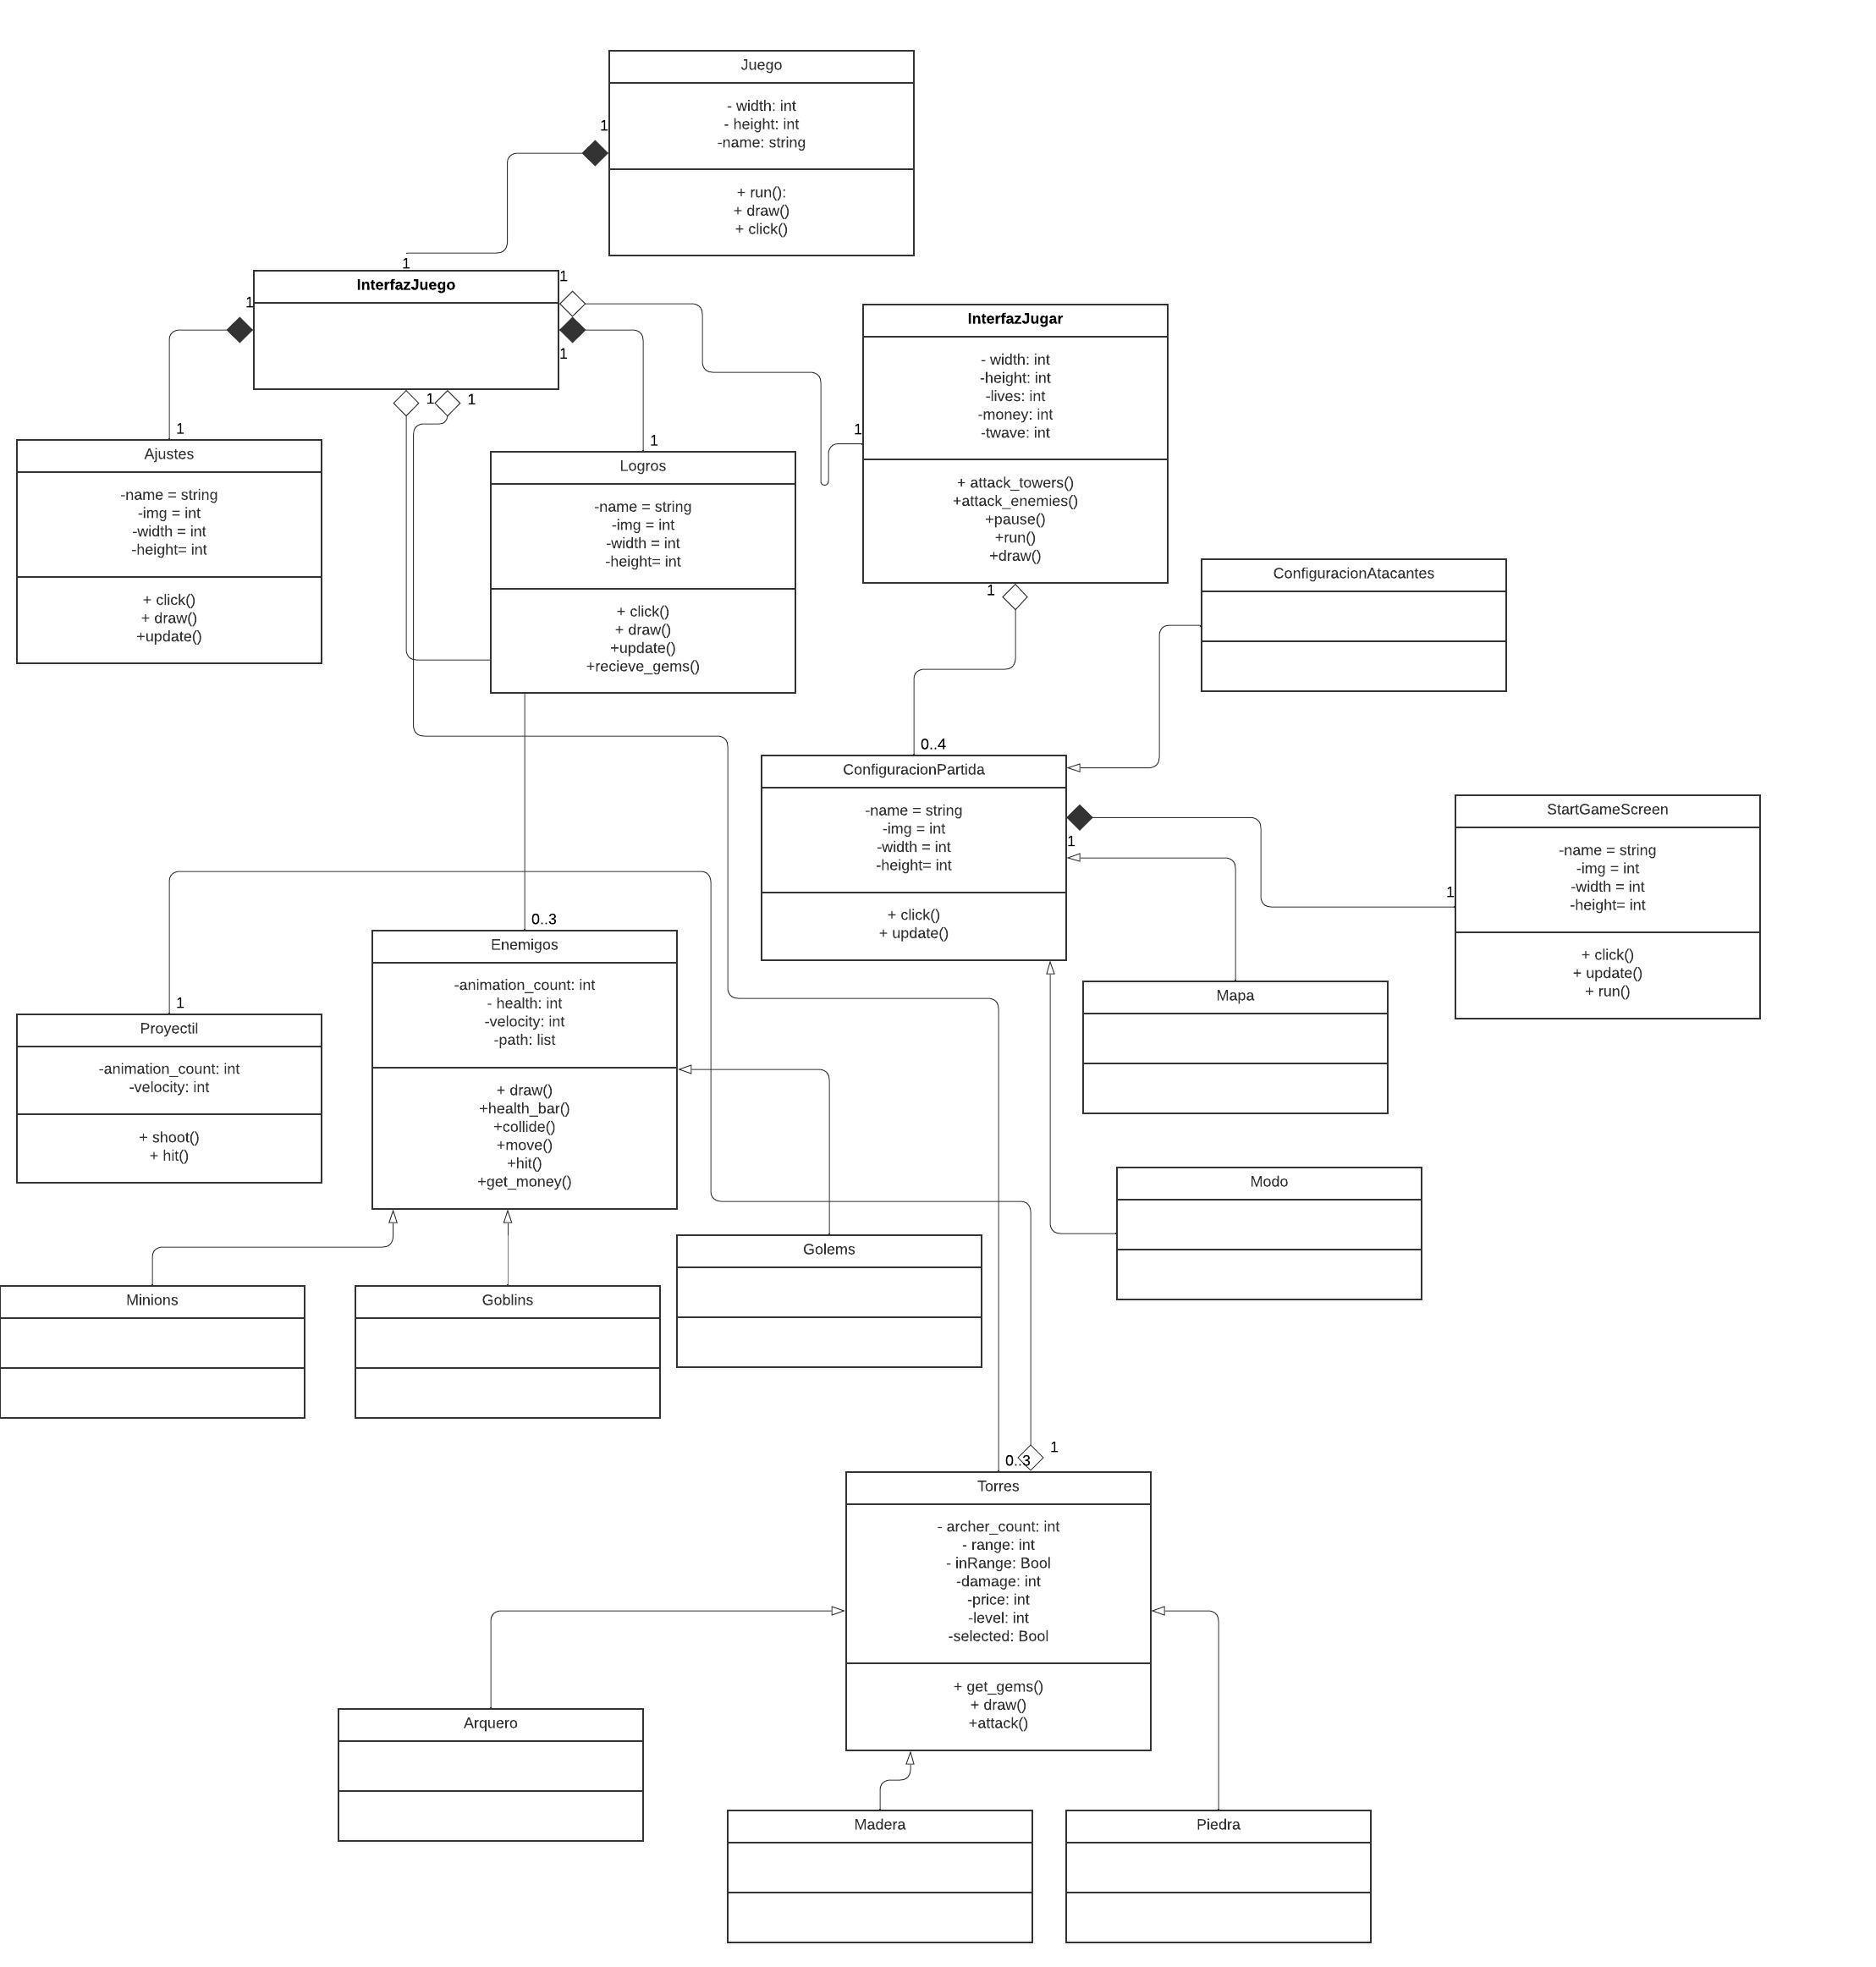 Juego
- width: int
- height: int
-name: string
+ run():
+ draw()
+ click()
1
1
InterfazJuego
1
1
1
1
1
InterfazJugar
- width: int
-height: int
-lives: int
-money: int
-twave: int
+ attack_towers()
+attack_enemies()
+pause()
+run()
+draw()
1
1
1
Ajustes
-name = string
-img = int
-width = int
-height= int
+ click()
+ draw()
+update()
1
Logros
-name = string
-img = int
-width = int
-height= int
+ click()
+ draw()
+update()
+recieve_gems()
ConfiguracionAtacantes
0..4
ConfiguracionPartida
-name = string
-img = int
-width = int
-height= int
+ click()
+ update()
1
1
StartGameScreen
-name = string
-img = int
-width = int
-height= int
+ click()
+ update()
+ run()
0..3
Enemigos
-animation_count: int
- health: int
-velocity: int
-path: list
+ draw()
+health_bar()
+collide()
+move()
+hit()
+get_money()
1
Proyectil
-animation_count: int
-velocity: int
+ shoot()
+ hit()
Mapa
Modo
Golems
Minions
Goblins
0..3
1
Torres
- archer_count: int
- range: int
- inRange: Bool
-damage: int
-price: int
-level: int
-selected: Bool
+ get_gems()
+ draw()
+attack()
Arquero
Madera
Piedra